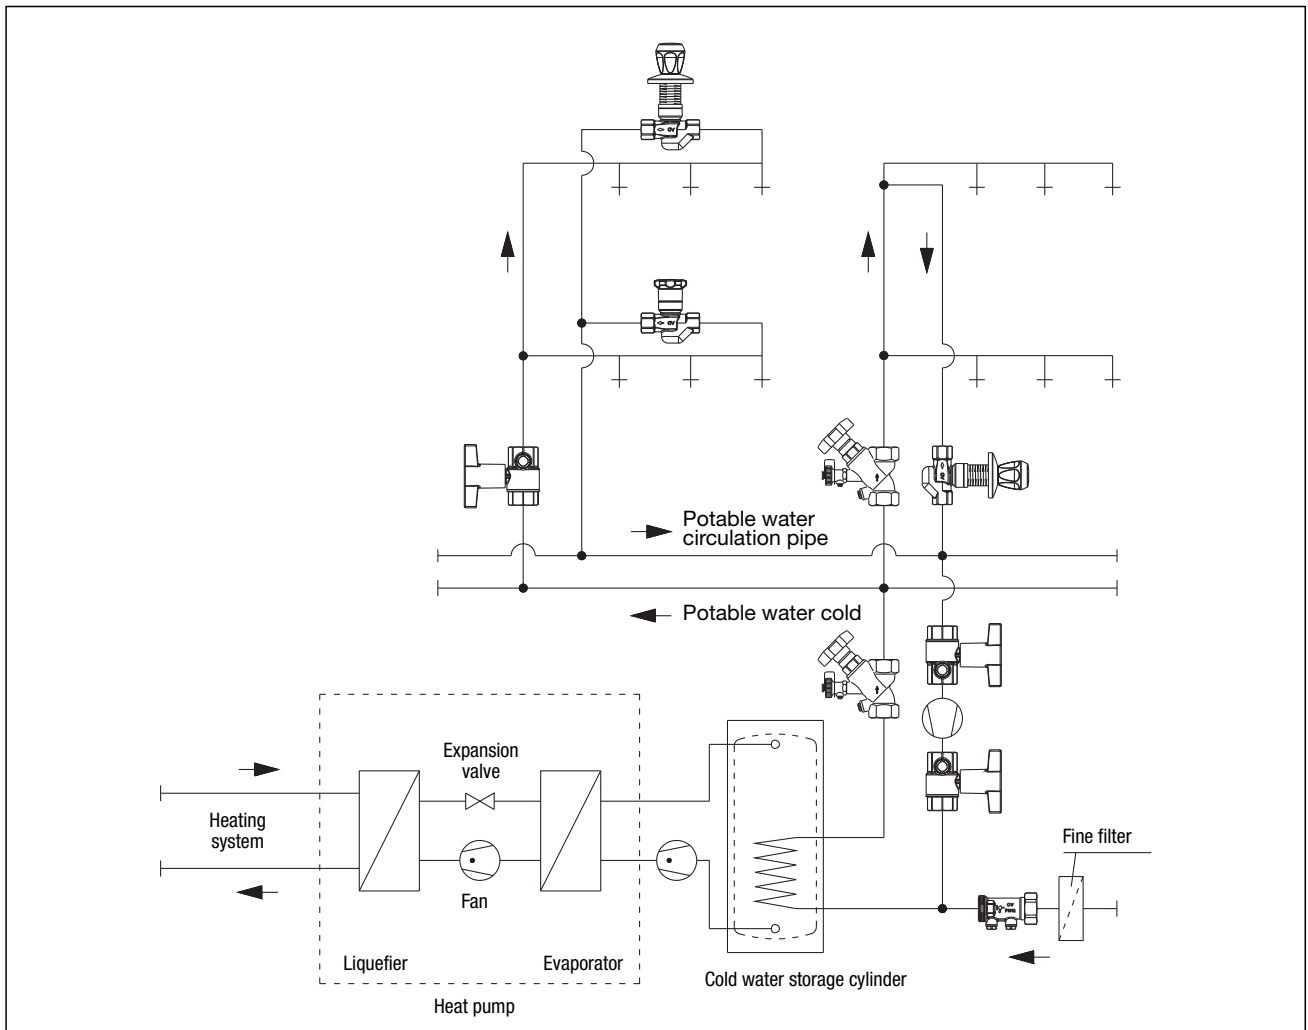 Potable water
circulation pipe
Potable water cold
Expansion
valve
Heating
system
Fan
Fine filter
Liquefier
Evaporator
Cold water storage cylinder
Heat pump